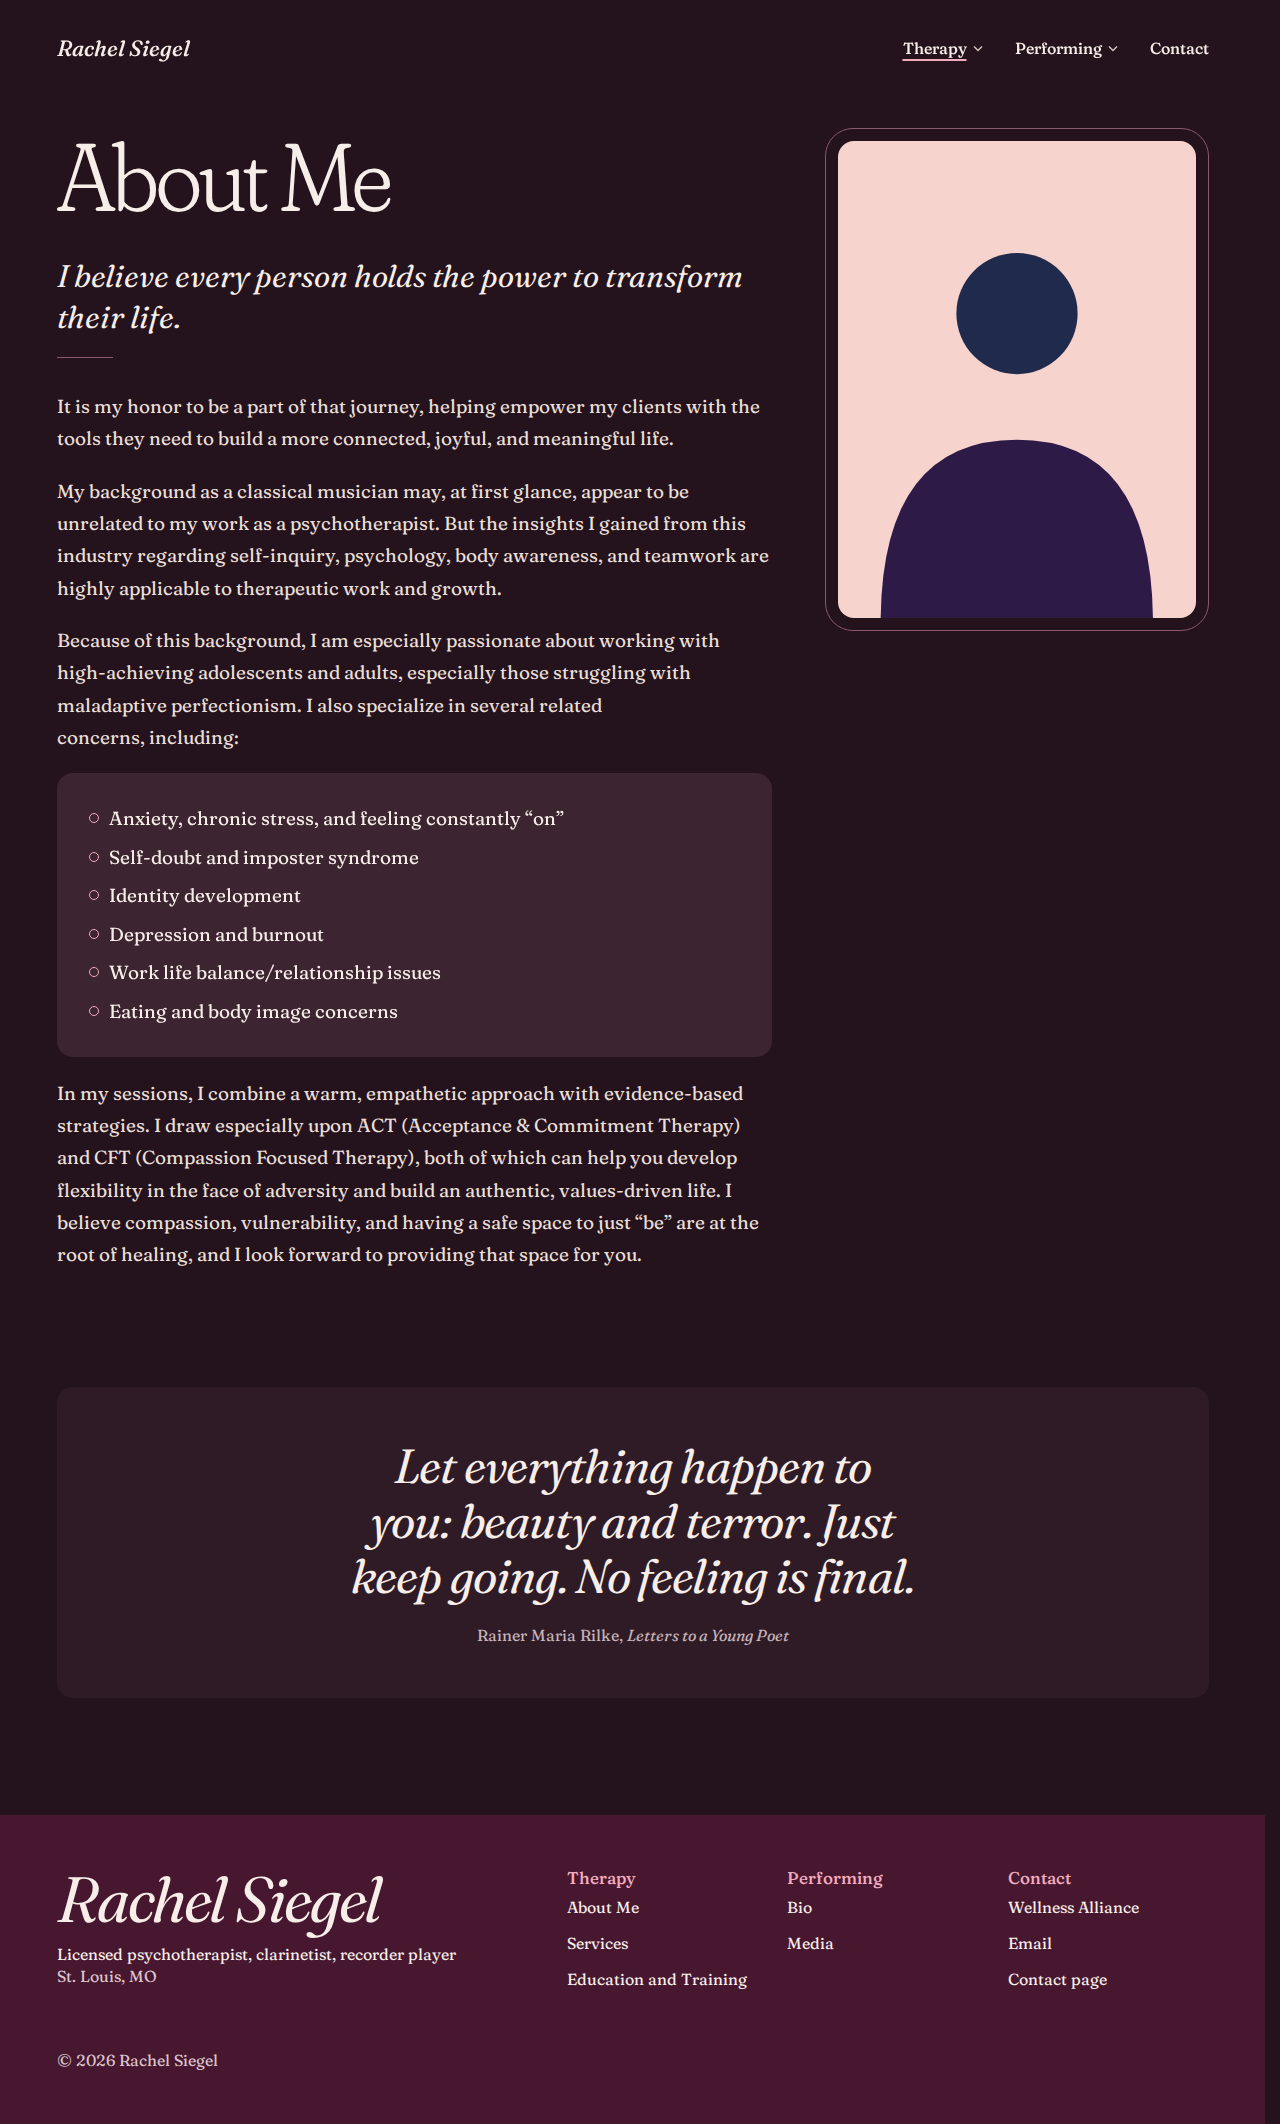 Rachel Siegel
Therapy
Performing
Contact
About Me
I believe every person holds the power to transform
their life.
It is my honor to be a part of that journey, helping empower my clients with the
tools they need to build a more connected, joyful, and meaningful life.
My background as a classical musician may, at first glance, appear to be
unrelated to my work as a psychotherapist. But the insights I gained from this
industry regarding self-inquiry, psychology, body awareness, and teamwork are
highly applicable to therapeutic work and growth.
Because of this background, I am especially passionate about working with
high-achieving adolescents and adults, especially those struggling with
maladaptive perfectionism. I also specialize in several related
concerns, including:
Anxiety, chronic stress, and feeling constantly “on”
Self-doubt and imposter syndrome
Identity development
Depression and burnout
Work life balance/relationship issues
Eating and body image concerns
In my sessions, I combine a warm, empathetic approach with evidence-based
strategies. I draw especially upon ACT (Acceptance & Commitment Therapy)
and CFT (Compassion Focused Therapy), both of which can help you develop
flexibility in the face of adversity and build an authentic, values-driven life. I
believe compassion, vulnerability, and having a safe space to just “be” are at the
root of healing, and I look forward to providing that space for you.
Let everything happen to
you: beauty and terror. Just
keep going. No feeling is final.
Rainer Maria Rilke, Letters to a Young Poet
Rachel Siegel
Licensed psychotherapist, clarinetist, recorder player
St. Louis, MO
Therapy
About Me
Services
Education and Training
Performing
Bio
Media
Contact
Wellness Alliance
Email
Contact page
© 2026 Rachel Siegel